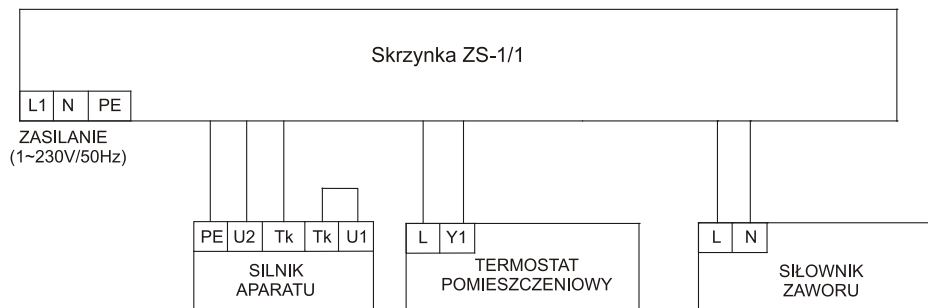 Skrzynka ZS-1/1
L1 N PE
ZASILANIE
(1~230V/50Hz)
PE U2 Tk Tk U1
SILNIK
APARATU
L Y1
TERMOSTAT
POMIESZCZENIOWY
L N
SIŁOWNIK
ZAWORU